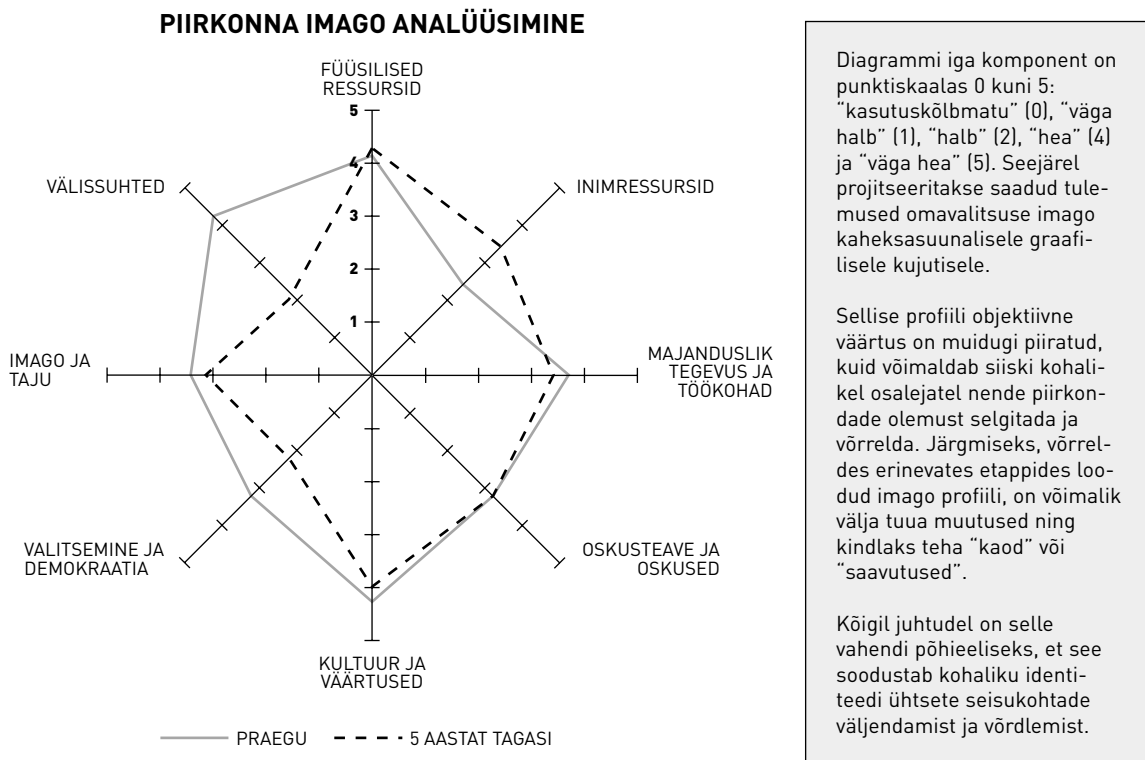 PIIRKONNA IMAGO ANALÜÜSIMINE
FÜÜSILISED
RESSURSID
5
4
3
2
1
VÄLISSUHTED
INIMRESSURSID
IMAGO JA
TAJU
MAJANDUSLIK
TEGEVUS JA
TÖÖKOHAD
VALITSEMINE JA
DEMOKRAATIA
OSKUSTEAVE JA
OSKUSED
KULTUUR JA
VÄÄRTUSED
PRAEGU
5 AASTAT TAGASI
Diagrammi iga komponent on
punktiskaalas 0 kuni 5:
“kasutuskõlbmatu” (0), “väga
halb” (1), “halb” (2), “hea” (4)
ja “väga hea” (5). Seejärel
projitseeritakse saadud tule-
mused omavalitsuse imago
kaheksasuunalisele graafi-
lisele kujutisele.
Sellise profiili objektiivne
väärtus on muidugi piiratud,
kuid võimaldab siiski kohali-
kel osalejatel nende piirkon-
dade olemust selgitada ja
võrrelda. Järgmiseks, võrrel-
des erinevates etappides loo-
dud imago profiili, on võimalik
välja tuua muutused ning
kindlaks teha “kaod” või
“saavutused”.
Kõigil juhtudel on selle
vahendi põhieeliseks, et see
soodustab kohaliku identi-
teedi ühtsete seisukohtade
väljendamist ja võrdlemist.